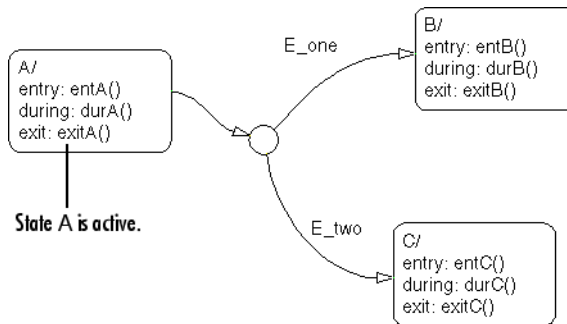 A/
entry: entA()
during: durA()
exit: exitA()
State A is active.
E_one
B/
entry: entB()
during: durB()
exit: exitB()
E_two
C/
entry: entC()
during: durC()
exit: exitC()